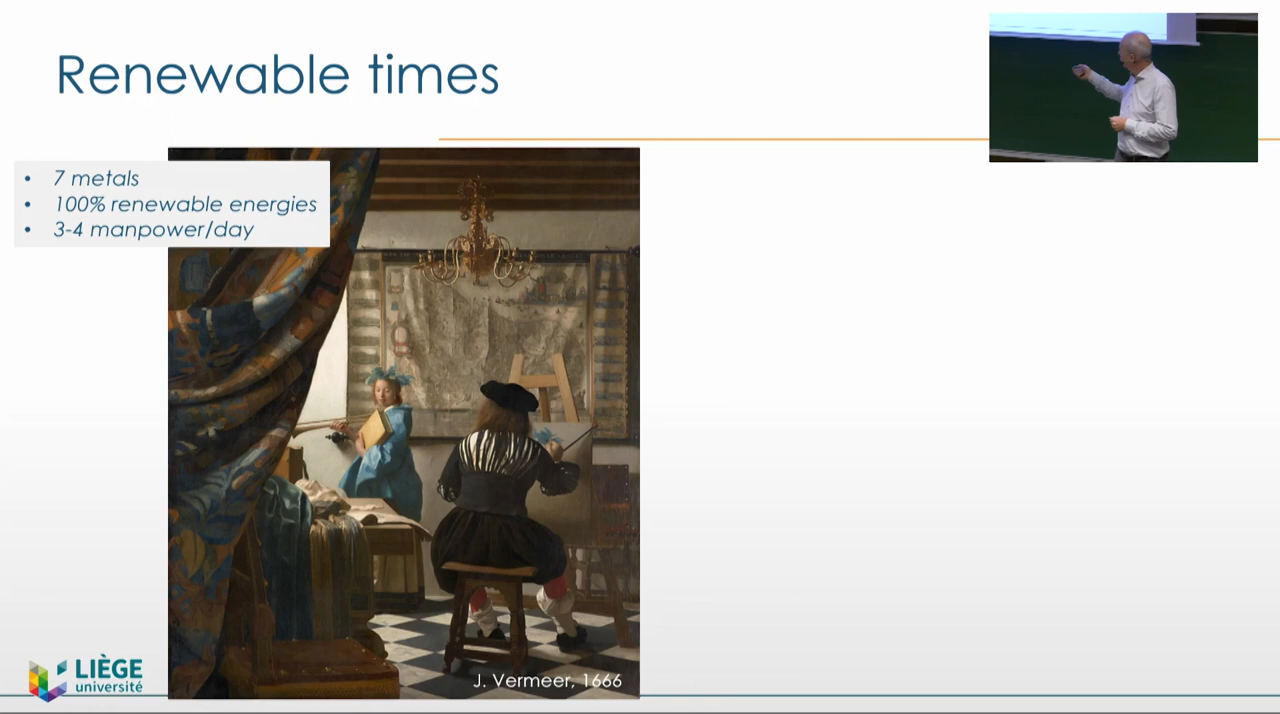 Renewable times
• 7 metals
• 100% renewable energies
• 3-4 manpower/day
J. Vermeer, 1666
LIÈGE
université